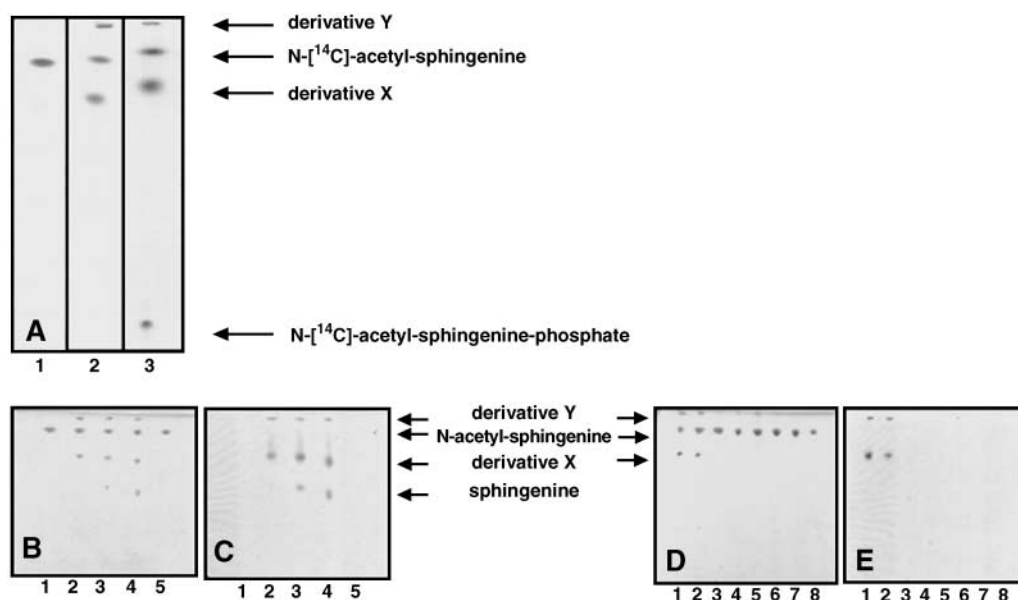 derivative Y
N-[¹⁴C]-acetyl-sphingenine
derivative X
N-[¹⁴C]-acetyl-sphingenine-phosphate
A
1 2 3
derivative Y
N-acetyl-sphingenine
derivative X
sphingenine
B
1 2 3 4 5
C
1 2 3 4 5
D
1 2 3 4 5 6 7 8
E
1 2 3 4 5 6 7 8